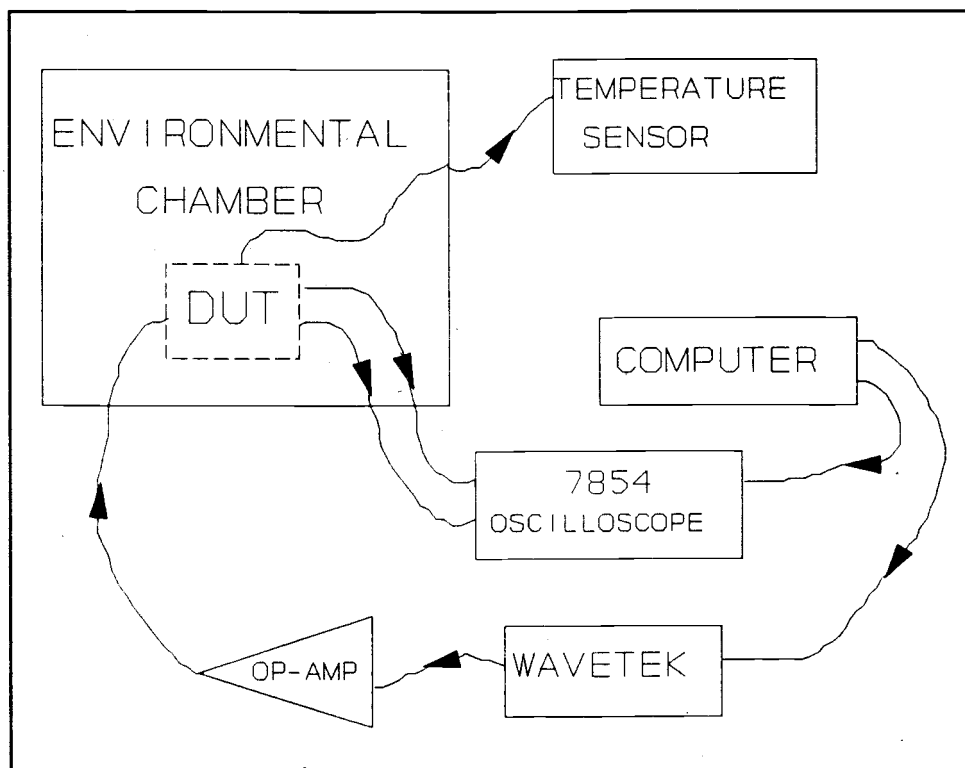 ENVIRONMENTAL
CHAMBER
DUT
TEMPERATURE
SENSOR
COMPUTER
7854
OSCILLOSCOPE
OP-AMP
WAVETEK